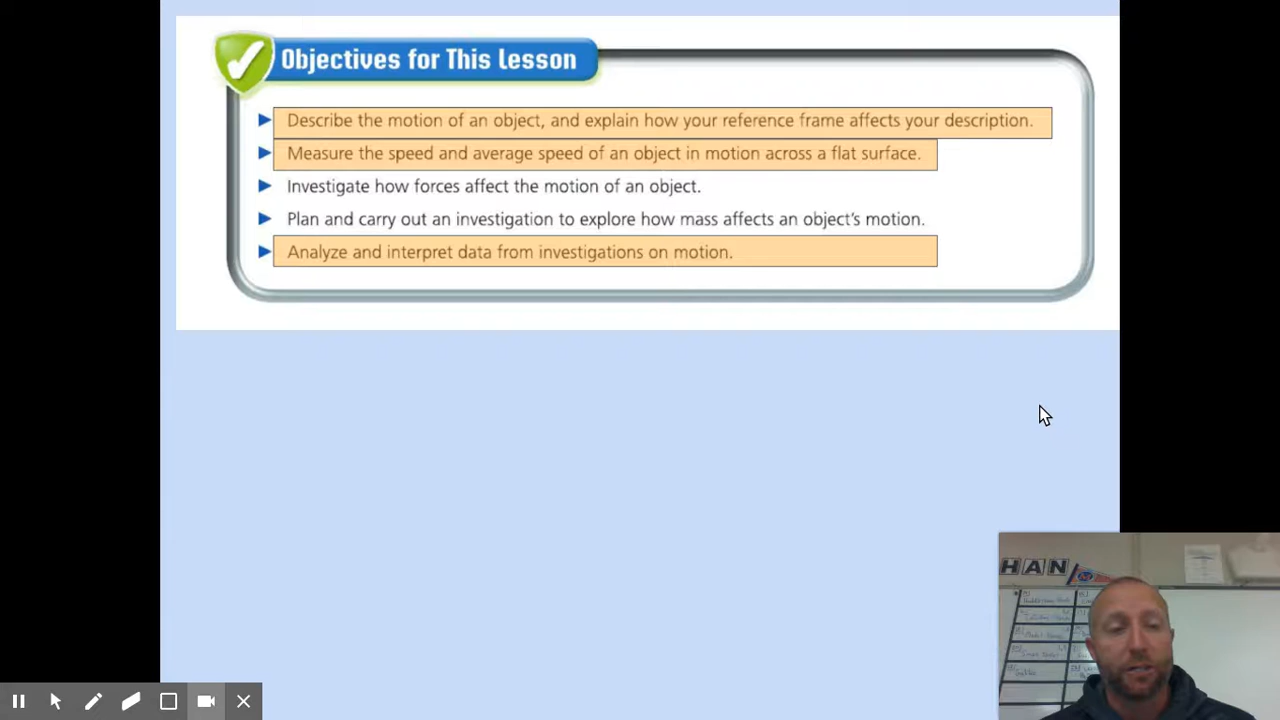 Objectives for This Lesson
Describe the motion of an object, and explain how your reference frame affects your description.
Measure the speed and average speed of an object in motion across a flat surface.
Investigate how forces affect the motion of an object.
Plan and carry out an investigation to explore how mass affects an object's motion.
Analyze and interpret data from investigations on motion.
HAN